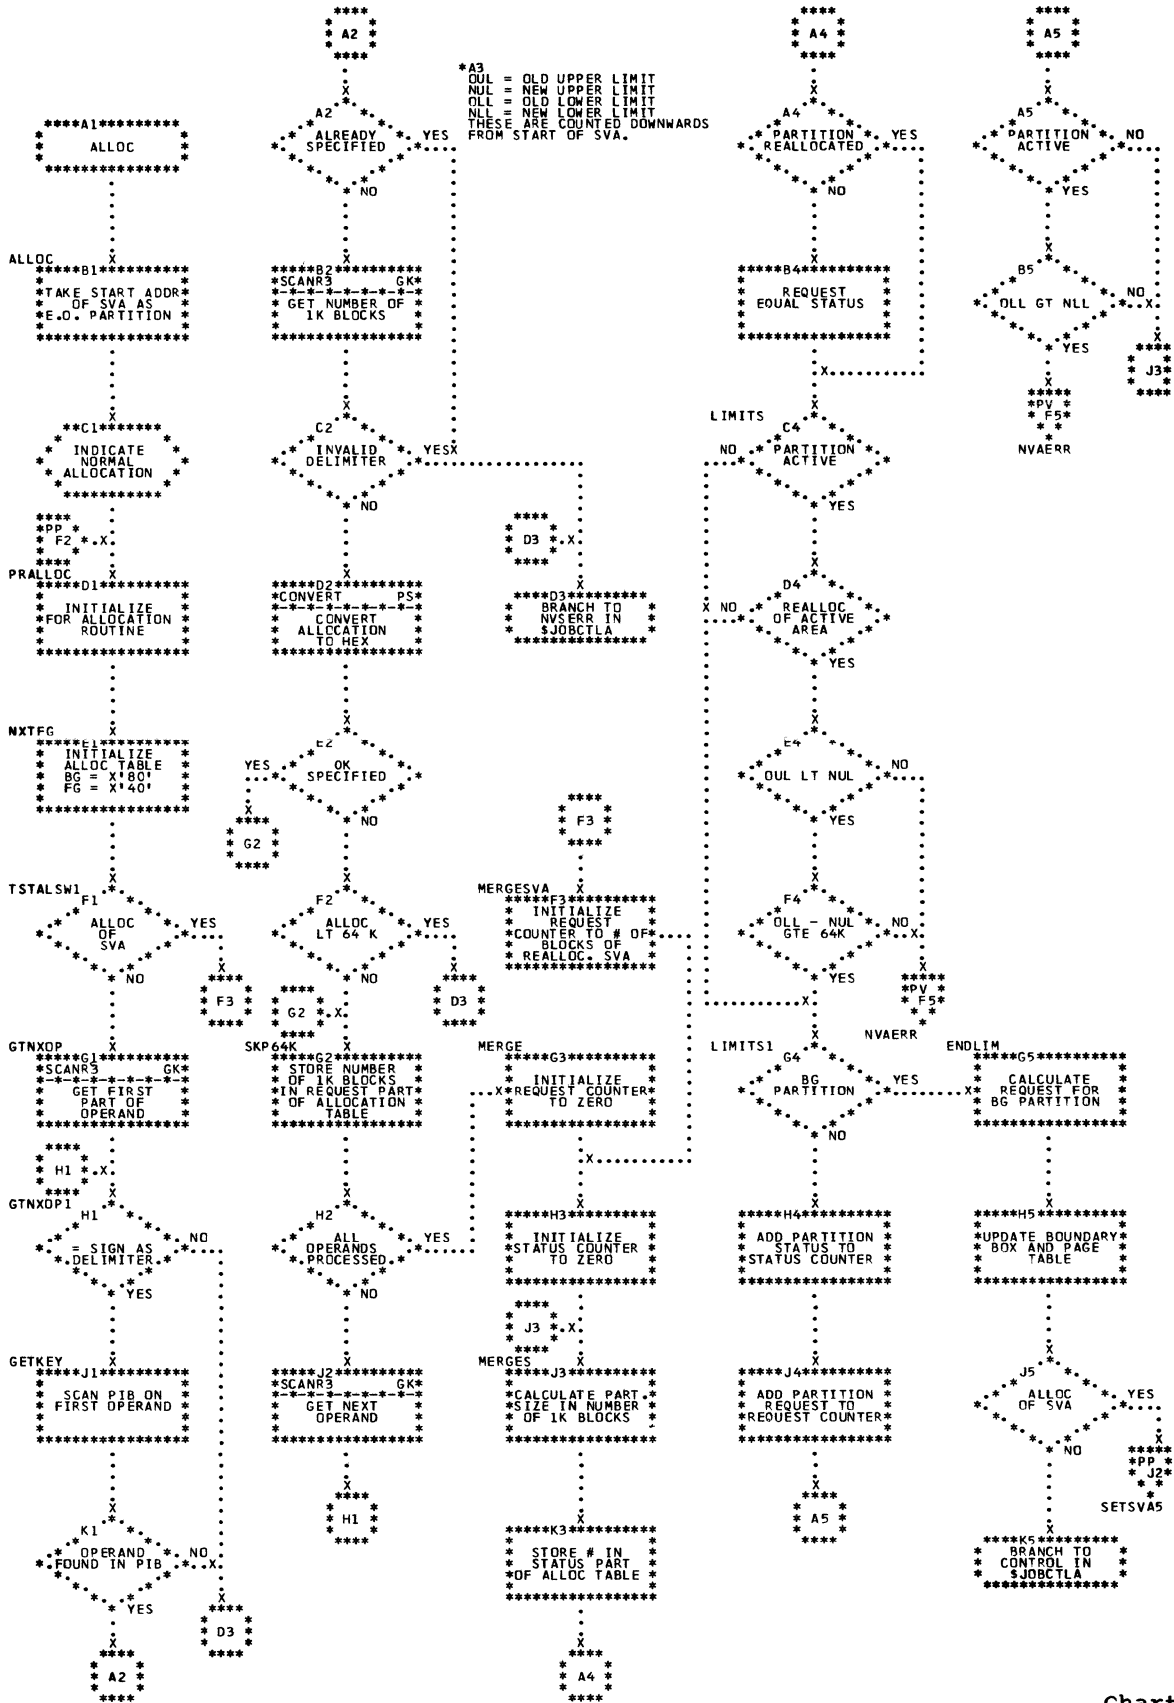 A2
A4
A5
*A3
OUL = OLD UPPER LIMIT
NUL = NEW UPPER LIMIT
OLL = OLD LOWER LIMIT
NLL = NEW LOWER LIMIT
THESE ARE COUNTED DOWNWARDS
FROM START OF SVA.
A1
ALLOC
ALLOC
B1
TAKE START ADDR
OF SVA AS
E.O. PARTITION
C1
INDICATE
NORMAL
ALLOCATION
PP
F2
PRALLOC
D1
INITIALIZE
FOR ALLOCATION
ROUTINE
NXTFG
E1
INITIALIZE
ALLOC TABLE
BG = X'80'
FG = X'40'
TSTALSW1
F1
ALLOC
OF
SVA
YES
NO
F3
GTNXOP
G1
SCANR3 GK
GET FIRST
PART OF
OPERAND
H1
GTNXOP1
H1
= SIGN AS
DELIMITER
NO
YES
GETKEY
J1
SCAN PIB ON
FIRST OPERAND
K1
OPERAND
FOUND IN PIB
NO
YES
D3
A2
A2
ALREADY
SPECIFIED
YES
NO
B2
SCANR3 GK
GET NUMBER OF
1K BLOCKS
C2
INVALID
DELIMITER
YES
NO
D2
CONVERT PS
CONVERT
ALLOCATION
TO HEX
E2
OK
SPECIFIED
YES
NO
G2
F2
ALLOC
LT 64 K
YES
NO
D3
G2
SKP64K
G2
STORE NUMBER
OF 1K BLOCKS
IN REQUEST PART
OF ALLOCATION
TABLE
H2
ALL
OPERANDS
PROCESSED
YES
NO
J2
SCANR3 GK
GET NEXT
OPERAND
H1
D3
D3
BRANCH TO
NVSERR IN
$JOBCTLA
F3
MERGESVA
F3
INITIALIZE
REQUEST
COUNTER TO # OF
BLOCKS OF
REALLOC. SVA
MERGE
G3
INITIALIZE
REQUEST COUNTER
TO ZERO
H3
INITIALIZE
STATUS COUNTER
TO ZERO
J3
MERGES
J3
CALCULATE PART.
SIZE IN NUMBER
OF 1K BLOCKS
K3
STORE # IN
STATUS PART
OF ALLOC TABLE
A4
A4
PARTITION
REALLOCATED
YES
NO
B4
REQUEST
EQUAL STATUS
LIMITS
C4
PARTITION
ACTIVE
NO
YES
D4
REALLOC
OF ACTIVE
AREA
NO
YES
E4
OUL LT NUL
NO
YES
F4
OLL - NUL
GTE 64K
NO
YES
PV
F5
NVAERR
LIMITS1
G4
BG
PARTITION
YES
NO
H4
ADD PARTITION
STATUS TO
STATUS COUNTER
J4
ADD PARTITION
REQUEST TO
REQUEST COUNTER
A5
A5
PARTITION
ACTIVE
NO
YES
B5
OLL GT NLL
NO
YES
J3
PV
F5
NVAERR
ENDLIM
G5
CALCULATE
REQUEST FOR
BG PARTITION
H5
UPDATE BOUNDARY
BOX AND PAGE
TABLE
J5
ALLOC
OF SVA
YES
NO
PP
J2
SETSVA5
K5
BRANCH TO
CONTROL IN
$JOBCTLA